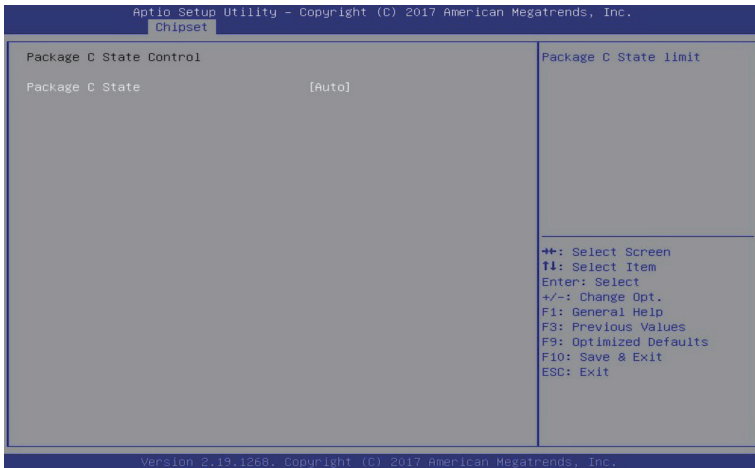 Aptio Setup Utility – Copyright (C) 2017 American Megatrends, Inc.
Chipset
Package C State Control
Package C State [Auto]
Package C State limit
→←: Select Screen
↑↓: Select Item
Enter: Select
+/-: Change Opt.
F1: General Help
F3: Previous Values
F9: Optimized Defaults
F10: Save & Exit
ESC: Exit
Version 2.19.1268. Copyright (C) 2017 American Megatrends, Inc.